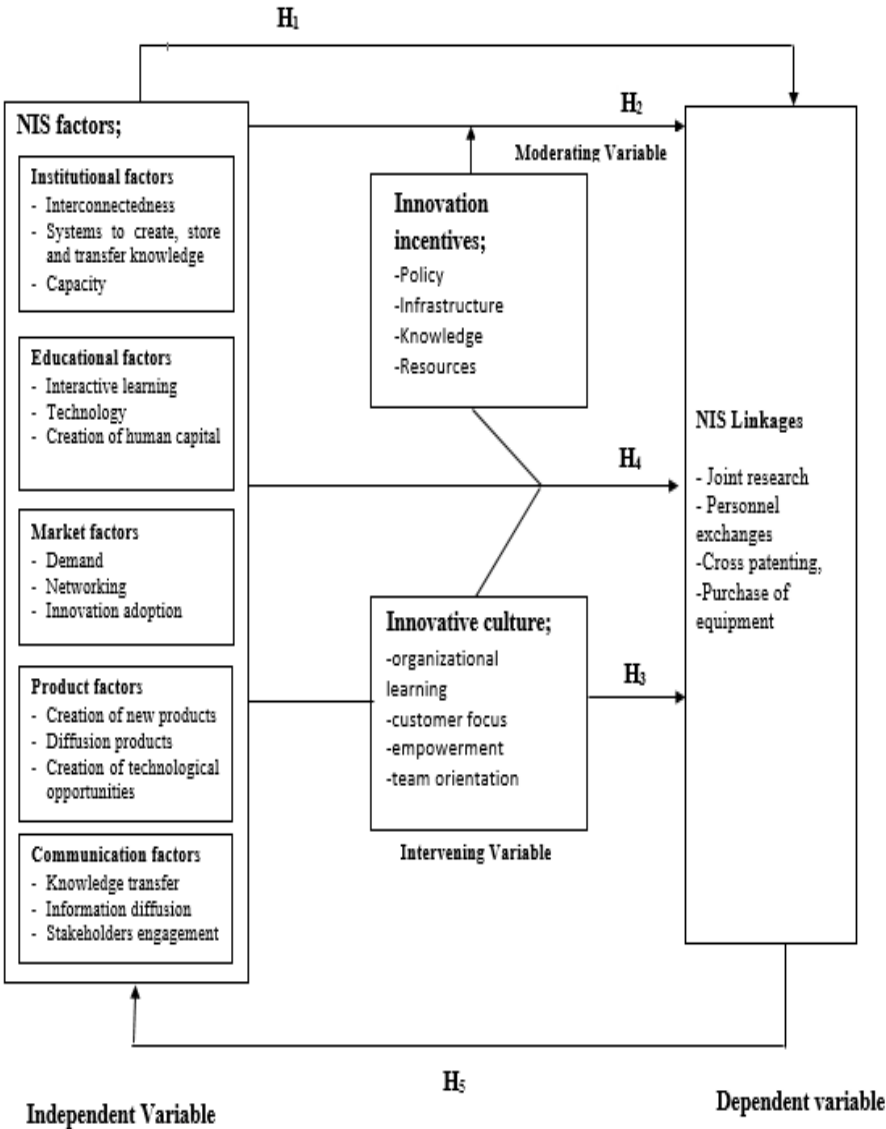 H₁
NIS factors;
Institutional factors
- Interconnectedness
- Systems to create, store
and transfer knowledge
- Capacity
Educational factors
- Interactive learning
- Technology
- Creation of human capital
Market factors
- Demand
- Networking
- Innovation adoption
Product factors
- Creation of new products
- Diffusion products
- Creation of technological
opportunities
Communication factors
- Knowledge transfer
- Information diffusion
- Stakeholders engagement
Independent Variable
H₂
Moderating Variable
Innovation
incentives;
-Policy
-Infrastructure
-Knowledge
-Resources
H₄
Innovative culture;
-organizational
learning
-customer focus
-empowerment
-team orientation
Intervening Variable
H₃
NIS Linkages
- Joint research
- Personnel
exchanges
-Cross patenting,
-Purchase of
equipment
H₅
Dependent variable